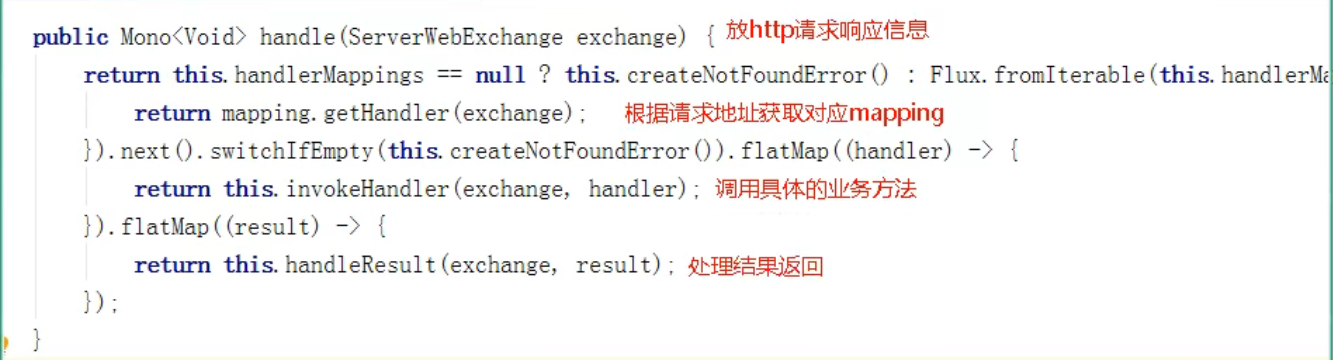 public Mono<Void> handle(ServerWebExchange exchange) { 放http请求响应信息
return this.handlerMappings == null ? this.createNotFoundError() : Flux.fromIterable(this.handlerMa
return mapping.getHandler(exchange); 根据请求地址获取对应mapping
}).next().switchIfEmpty(this.createNotFoundError()).flatMap((handler) -> {
return this.invokeHandler(exchange, handler); 调用具体的业务方法
}).flatMap((result) -> {
return this.handleResult(exchange, result); 处理结果返回
});
}